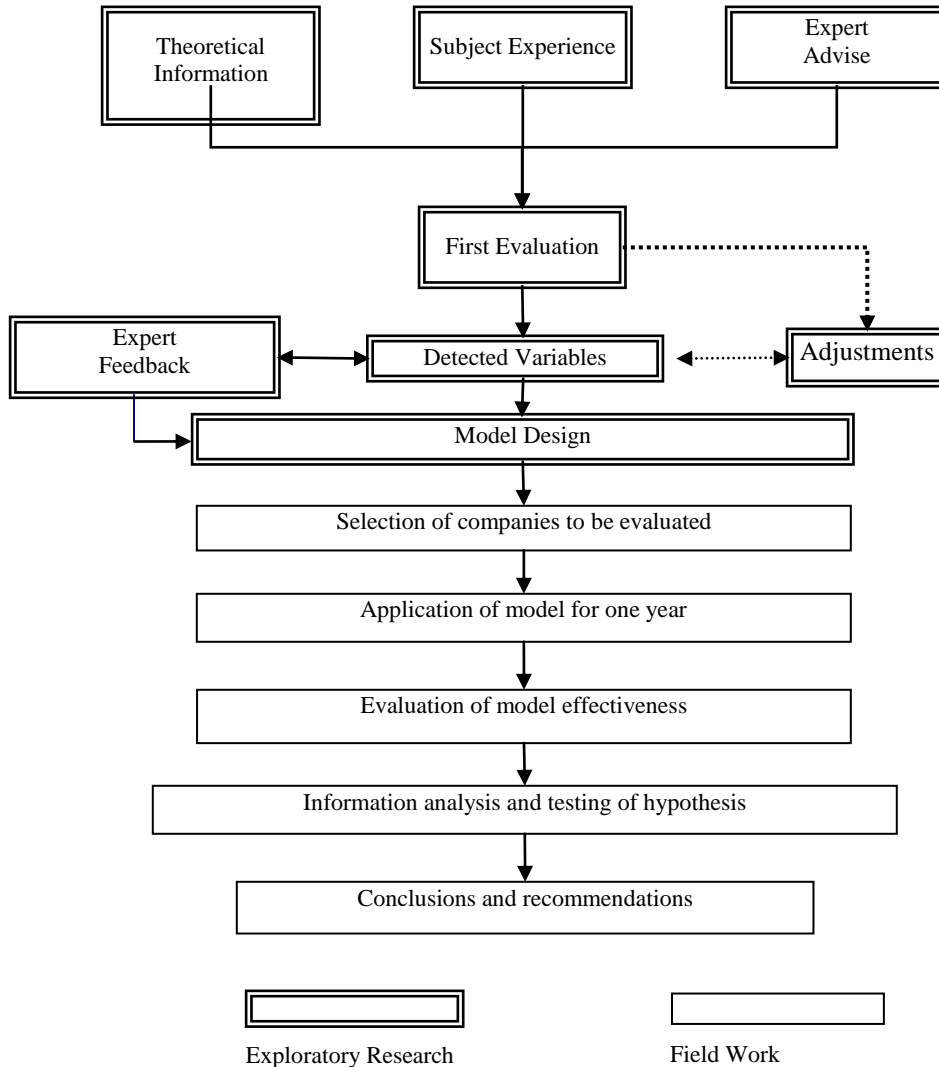 Theoretical
Information
Subject Experience
Expert
Advise
First Evaluation
Expert
Feedback
Detected Variables
Adjustments
Model Design
Selection of companies to be evaluated
Application of model for one year
Evaluation of model effectiveness
Information analysis and testing of hypothesis
Conclusions and recommendations
Exploratory Research
Field Work